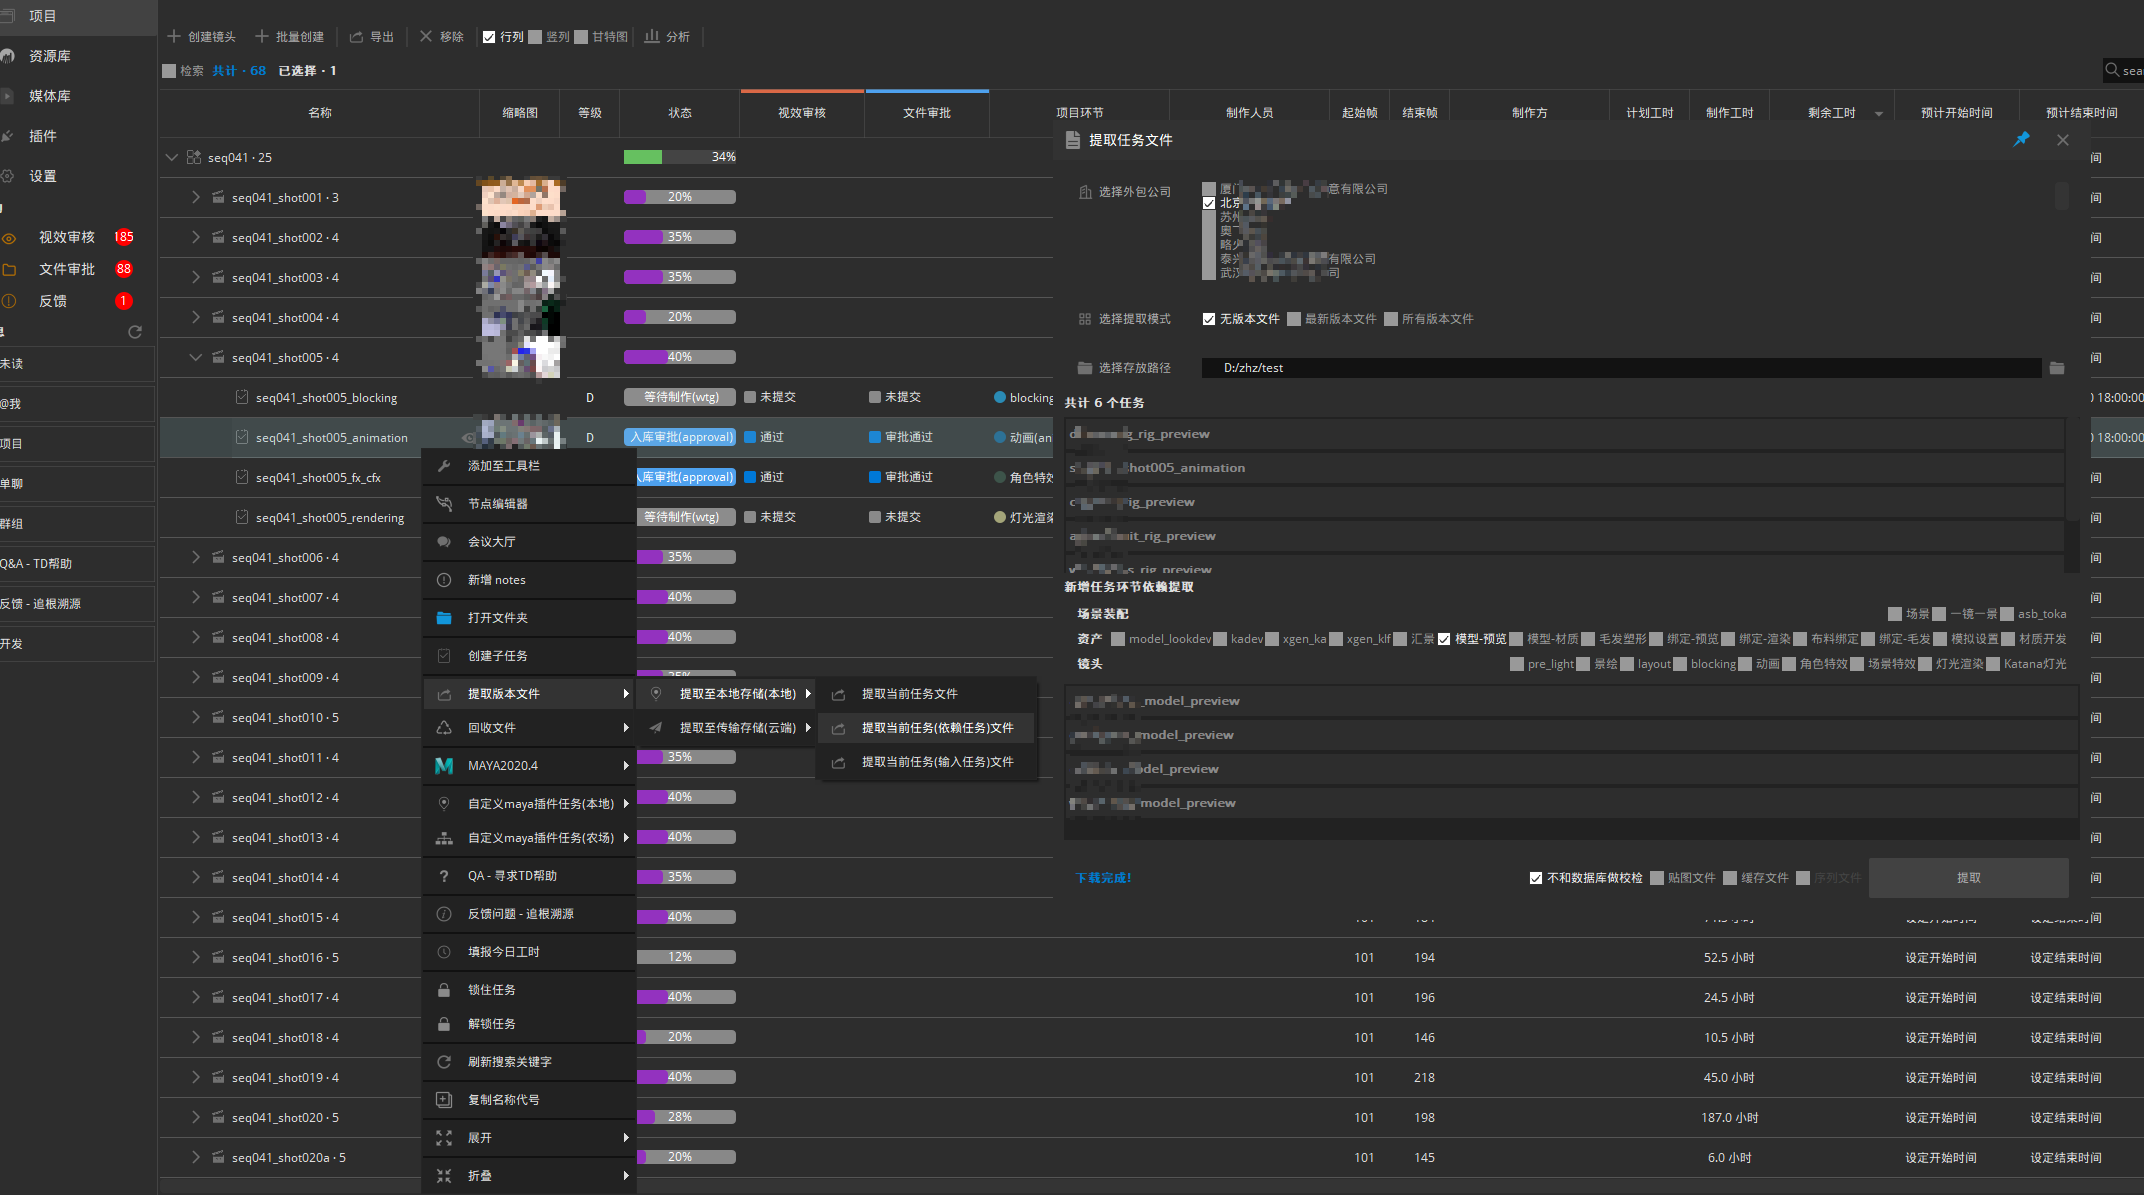 项目
资源库
媒体库
插件
设置
视效审核 185
文件审批 88
反馈 1
未读
@我
项目
单聊
群组
Q&A - TD帮助
反馈 - 追根溯源
开发
创建镜头 批量创建 导出 移除 行列 竖列 甘特图 分析
检索 共计 · 68 已选择 · 1
名称 缩略图 等级 状态 视效审核 文件审批 项目环节 制作人员 起始帧 结束帧 制作方 计划工时 制作工时 剩余工时 预计开始时间 预计结束时间
seq041 · 25 34%
seq041_shot001 · 3 20%
seq041_shot002 · 4 35%
seq041_shot003 · 4 35%
seq041_shot004 · 4 20%
seq041_shot005 · 4 40%
seq041_shot005_blocking D 等待制作(wtg) 未提交 未提交 blocking 18:00:00
seq041_shot005_animation D 入库审批(approval) 通过 审批通过 动画(an 18:00:00
seq041_shot005_fx_cfx 入库审批(approval) 通过 审批通过 角色特效
seq041_shot005_rendering 等待制作(wtg) 未提交 未提交 灯光渲染
seq041_shot006 · 4 35%
seq041_shot007 · 4 40%
seq041_shot008 · 4 40%
seq041_shot009 · 4
seq041_shot010 · 5
seq041_shot011 · 4 35%
seq041_shot012 · 4 40%
seq041_shot013 · 4 40%
seq041_shot014 · 4 35%
seq041_shot015 · 4 40%
seq041_shot016 · 5 12% 101 194 52.5 小时 设定开始时间 设定结束时间
seq041_shot017 · 4 40% 101 196 24.5 小时 设定开始时间 设定结束时间
seq041_shot018 · 4 20% 101 146 10.5 小时 设定开始时间 设定结束时间
seq041_shot019 · 4 40% 101 218 45.0 小时 设定开始时间 设定结束时间
seq041_shot020 · 5 28% 101 198 187.0 小时 设定开始时间 设定结束时间
seq041_shot020a · 5 20% 101 145 6.0 小时 设定开始时间 设定结束时间
添加至工具栏
节点编辑器
会议大厅
新增 notes
打开文件夹
创建子任务
提取版本文件
回收文件
MAYA2020.4
自定义maya插件任务(本地)
自定义maya插件任务(农场)
QA - 寻求TD帮助
反馈问题 - 追根溯源
填报今日工时
锁住任务
解锁任务
刷新搜索关键字
复制名称代号
展开
折叠
提取至本地存储(本地)
提取至传输存储(云端)
提取当前任务文件
提取当前任务(依赖任务)文件
提取当前任务(输入任务)文件
提取任务文件
选择外包公司
意有限公司
北京
苏州
奥
略
泰兴 有限公司
武汉 司
选择提取模式 无版本文件 最新版本文件 所有版本文件
选择存放路径 D:/zhz/test
共计 6 个任务
_rig_preview
shot005_animation
ig_preview
it_rig_preview
s_rig_preview
新增任务环节依赖提取
场景装配 场景 一镜一景 asb_toka
资产 model_lookdev kadev xgen_ka xgen_klf 汇景 模型-预览 模型-材质 毛发塑形 绑定-预览 绑定-渲染 布料绑定 绑定-毛发 模拟设置 材质开发
镜头 pre_light 景绘 layout blocking 动画 角色特效 场景特效 灯光渲染 Katana灯光
_model_preview
model_preview
odel_preview
model_preview
下载完成! 不和数据库做校检 贴图文件 缓存文件 序列文件 提取